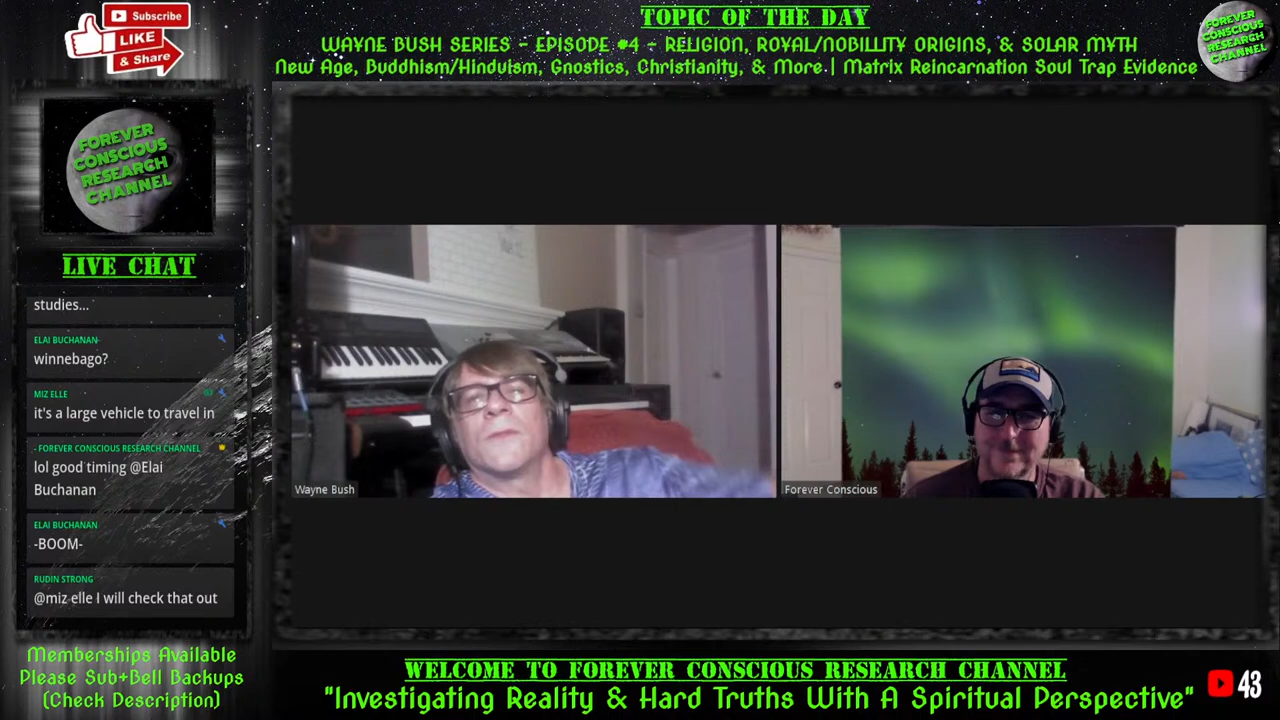 Subscribe
LIKE
& Share
TOPIC OF THE DAY
WAYNE BUSH SERIES - EPISODE #4 - RELIGION, ROYAL/NOBILLITY ORIGINS, & SOLAR MYTH
New Age, Buddhism/Hinduism, Gnostics, Christianity, & More | Matrix Reincarnation Soul Trap Evidence
FOREVER
CONSCIOUS
RESEARCH
CHANNEL
FOREVER
CONSCIOUS
RESEARCH
CHANNEL
LIVE CHAT
studies...
ELAI BUCHANAN
winnebago?
MIZ ELLE
it's a large vehicle to travel in
- FOREVER CONSCIOUS RESEARCH CHANNEL
lol good timing @Elai
Buchanan
ELAI BUCHANAN
-BOOM-
RUDIN STRONG
@miz elle I will check that out
Wayne Bush
Forever Conscious
Memberships Available
Please Sub+Bell Backups
(Check Description)
WELCOME TO FOREVER CONSCIOUS RESEARCH CHANNEL
"Investigating Reality & Hard Truths With A Spiritual Perspective"
43